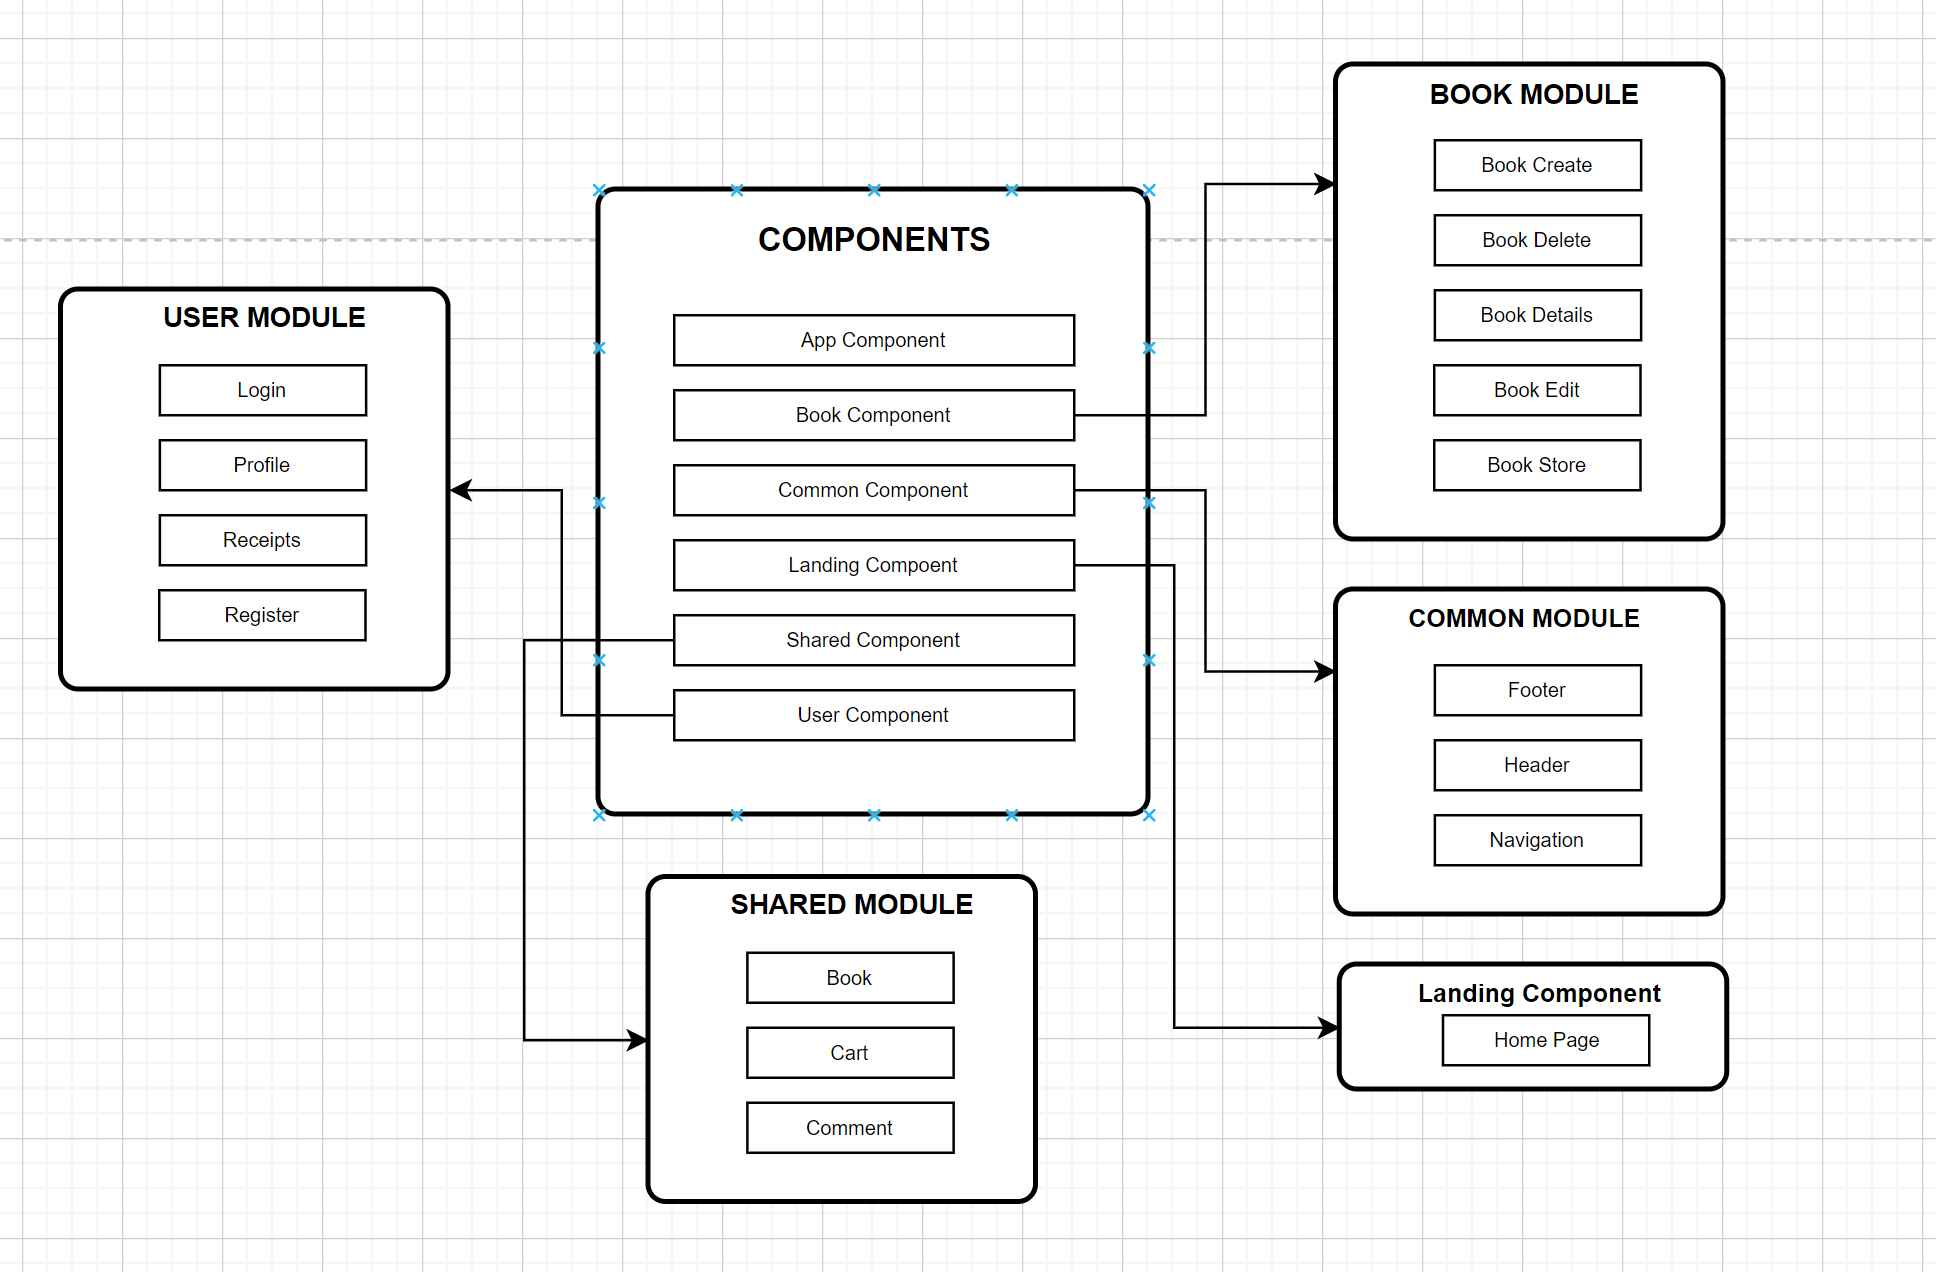 USER MODULE
Login
Profile
Receipts
Register
COMPONENTS
App Component
Book Component
Common Component
Landing Compoent
Shared Component
User Component
SHARED MODULE
Book
Cart
Comment
BOOK MODULE
Book Create
Book Delete
Book Details
Book Edit
Book Store
COMMON MODULE
Footer
Header
Navigation
Landing Component
Home Page